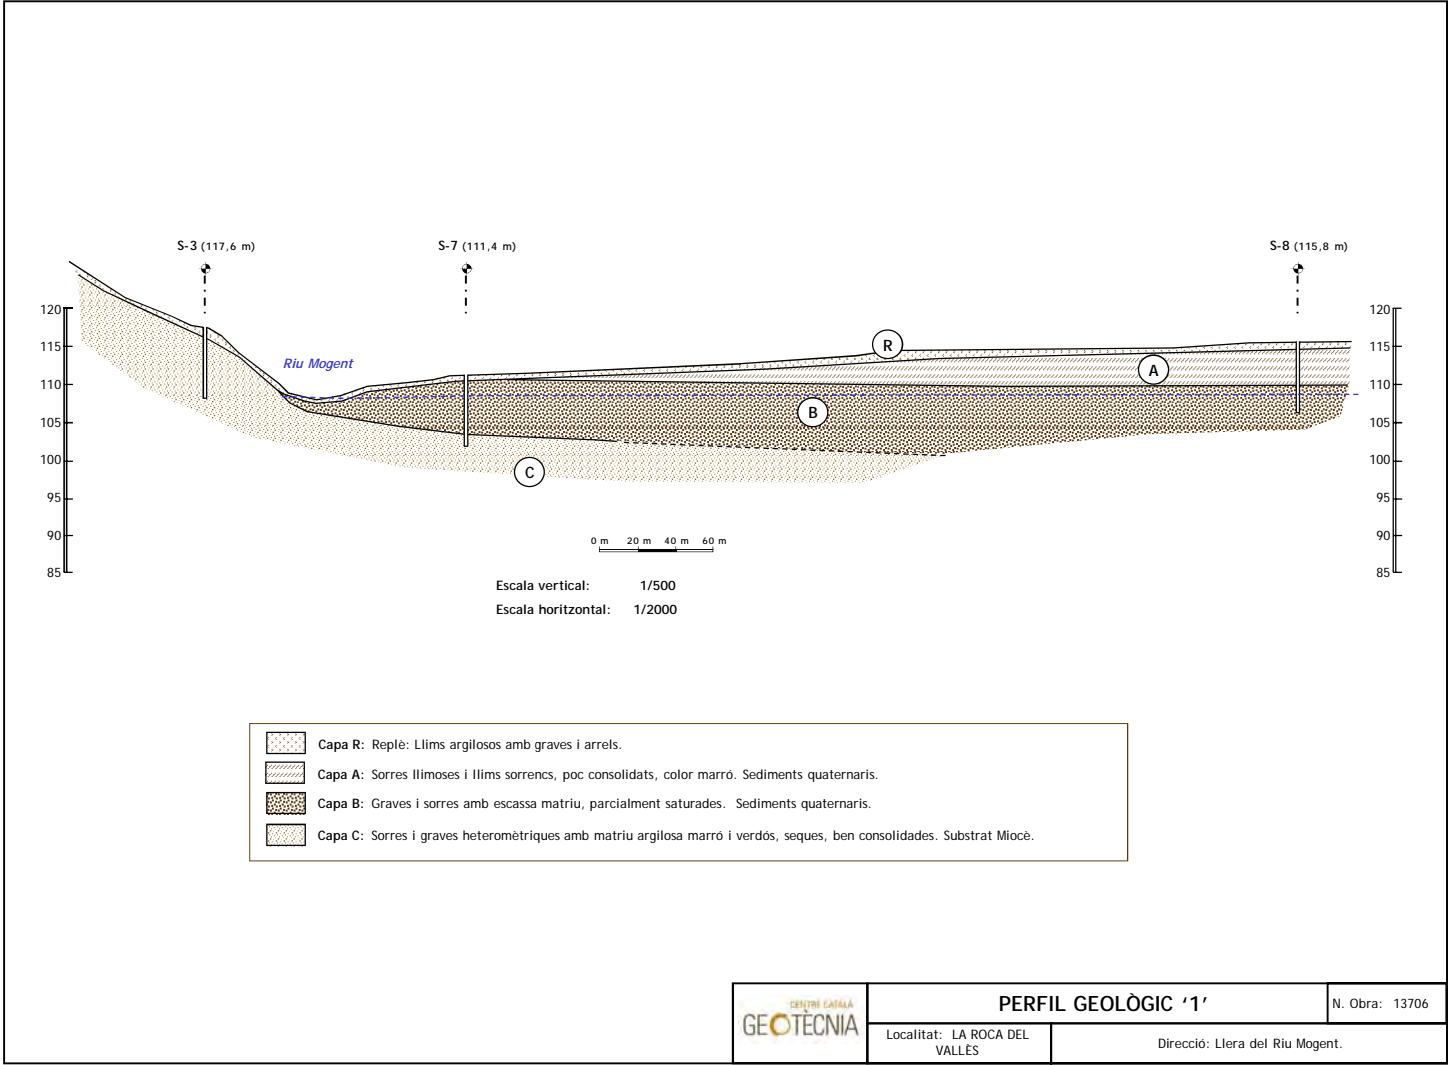 S-3 (117,6 m)
S-7 (111,4 m)
S-8 (115,8 m)
120
115
110
105
100
95
90
85
120
115
110
105
100
95
90
85
Riu Mogent
R
A
B
C
0 m 20 m 40 m 60 m
Escala vertical: 1/500
Escala horitzontal: 1/2000
Capa R: Replè: Llims argilosos amb graves i arrels.
Capa A: Sorres llimoses i llims sorrencs, poc consolidats, color marró. Sediments quaternaris.
Capa B: Graves i sorres amb escassa matriu, parcialment saturades. Sediments quaternaris.
Capa C: Sorres i graves heteromètriques amb matriu argilosa marró i verdós, seques, ben consolidades. Substrat Miocè.
CENTRE CATALÀ
GEOTÈCNIA
PERFIL GEOLÒGIC ‘1’
N. Obra: 13706
Localitat: LA ROCA DEL
VALLÈS
Direcció: Llera del Riu Mogent.